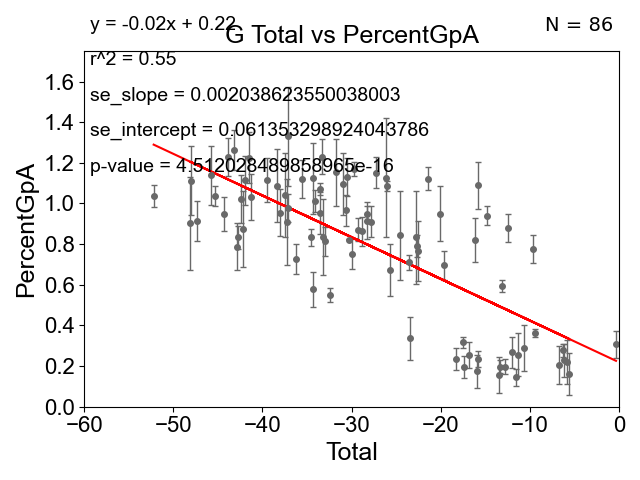 y = -0.02x + 0.22
G Total vs PercentGpA
N = 86
r^2 = 0.55
se_slope = 0.002038623550038003
se_intercept = 0.061353298924043786
p-value = 4.512028489858965e-16
PercentGpA
1.6
1.4
1.2
1.0
0.8
0.6
0.4
0.2
0.0
−60 −50 −40 −30 −20 −10 0
Total